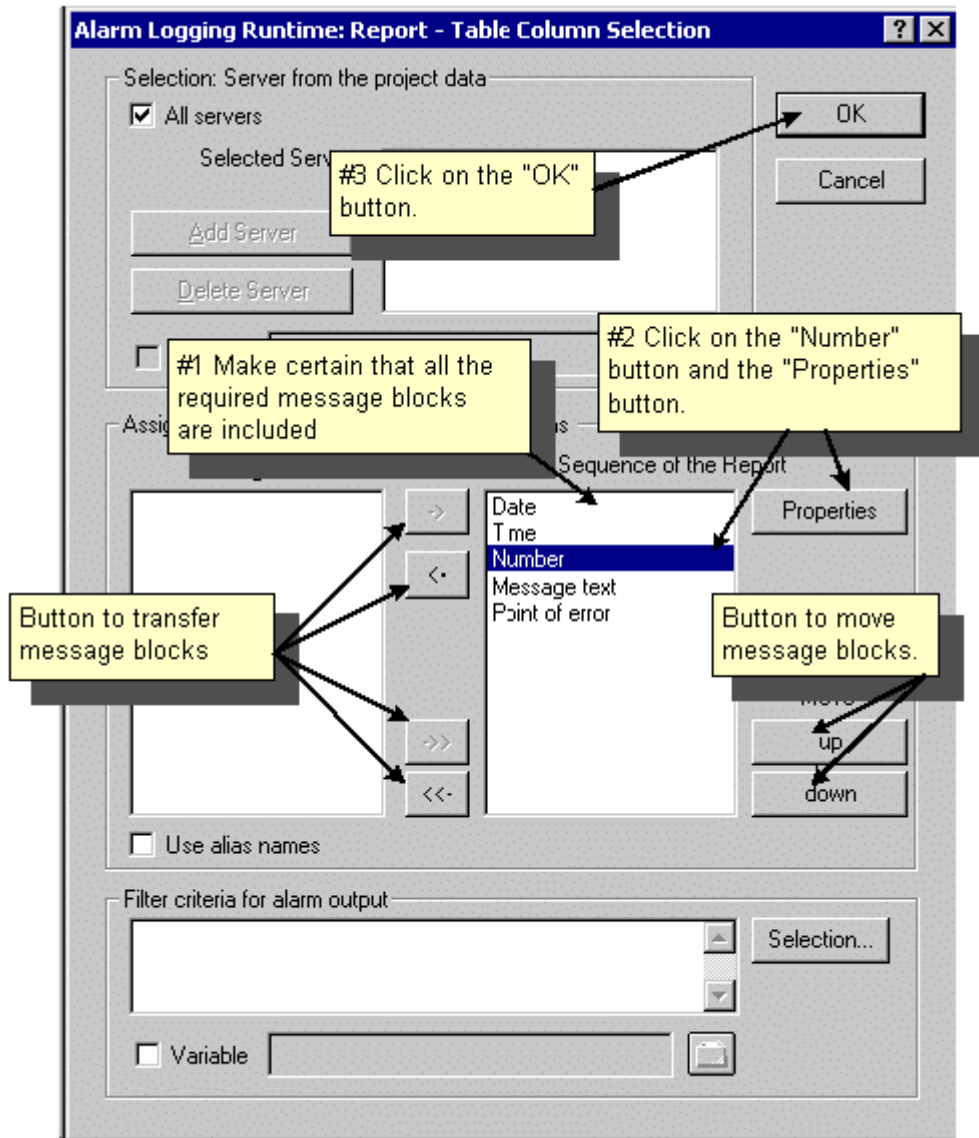 Alarm Logging Runtime: Report - Table Column Selection
Selection: Server from the project data
All servers
OK
Selected Serv
#3 Click on the "OK"
button.
Cancel
Add Server
Delete Server
#1 Make certain that all the
required message blocks
are included
#2 Click on the "Number"
button and the "Properties"
button.
Assig
ns
Sequence of the Report
->
Date
Properties
Time
<-
Number
Message text
Point of error
Button to transfer
message blocks
Button to move
message blocks.
Move
->>
up
<<-
down
Use alias names
Filter criteria for alarm output
Selection...
Variable